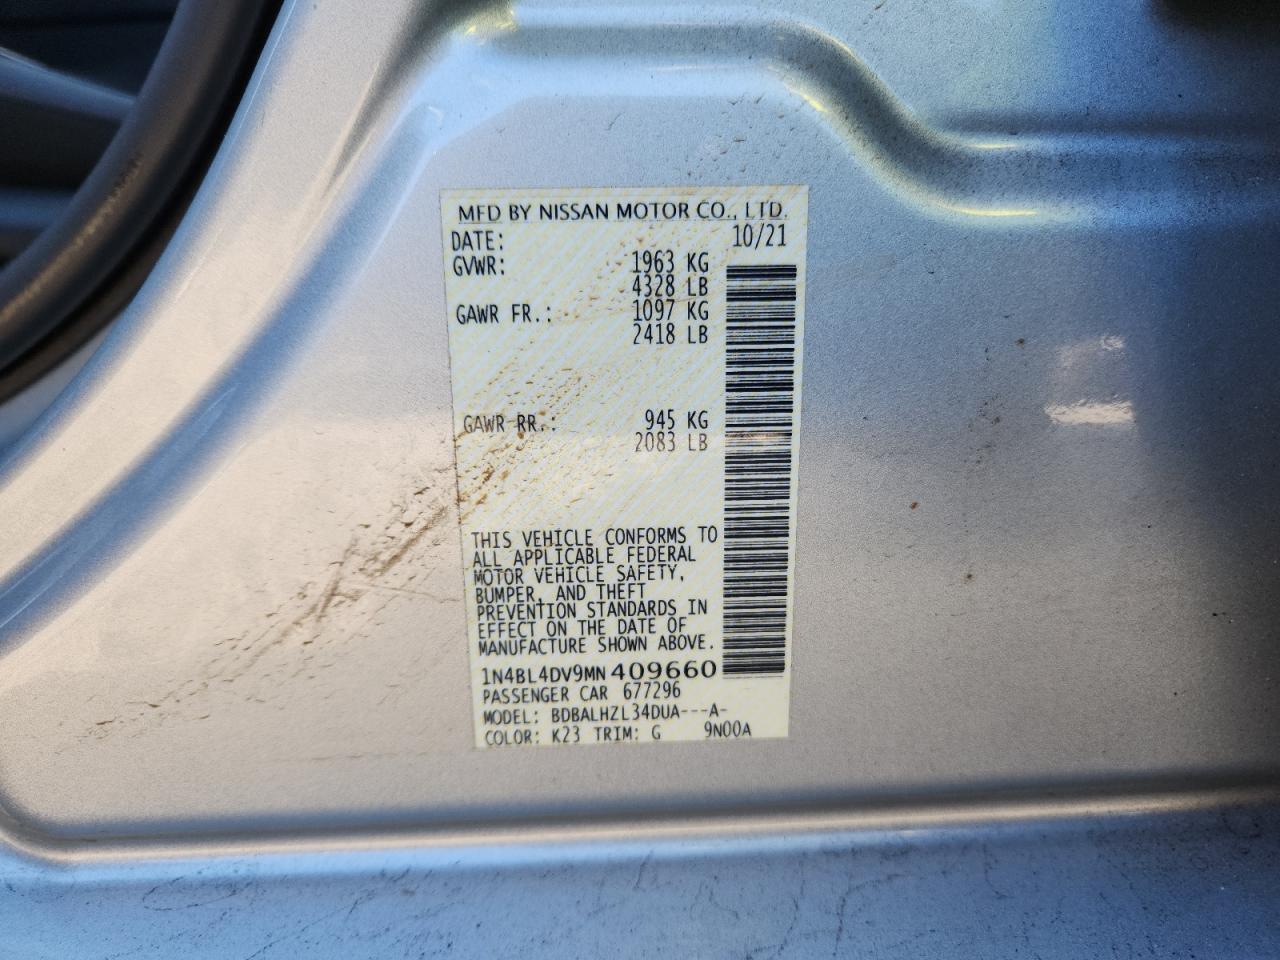 MFD BY NISSAN MOTOR CO., LTD.
DATE: 10/21
GVWR: 1963 KG
4328 LB
GAWR FR.: 1097 KG
2418 LB
GAWR RR.: 945 KG
2083 LB
THIS VEHICLE CONFORMS TO
ALL APPLICABLE FEDERAL
MOTOR VEHICLE SAFETY,
BUMPER, AND THEFT
PREVENTION STANDARDS IN
EFFECT ON THE DATE OF
MANUFACTURE SHOWN ABOVE.
1N4BL4DV9MN 409660
PASSENGER CAR 677296
MODEL: BDBALHZL34DUA---A-
COLOR: K23 TRIM: G 9N00A